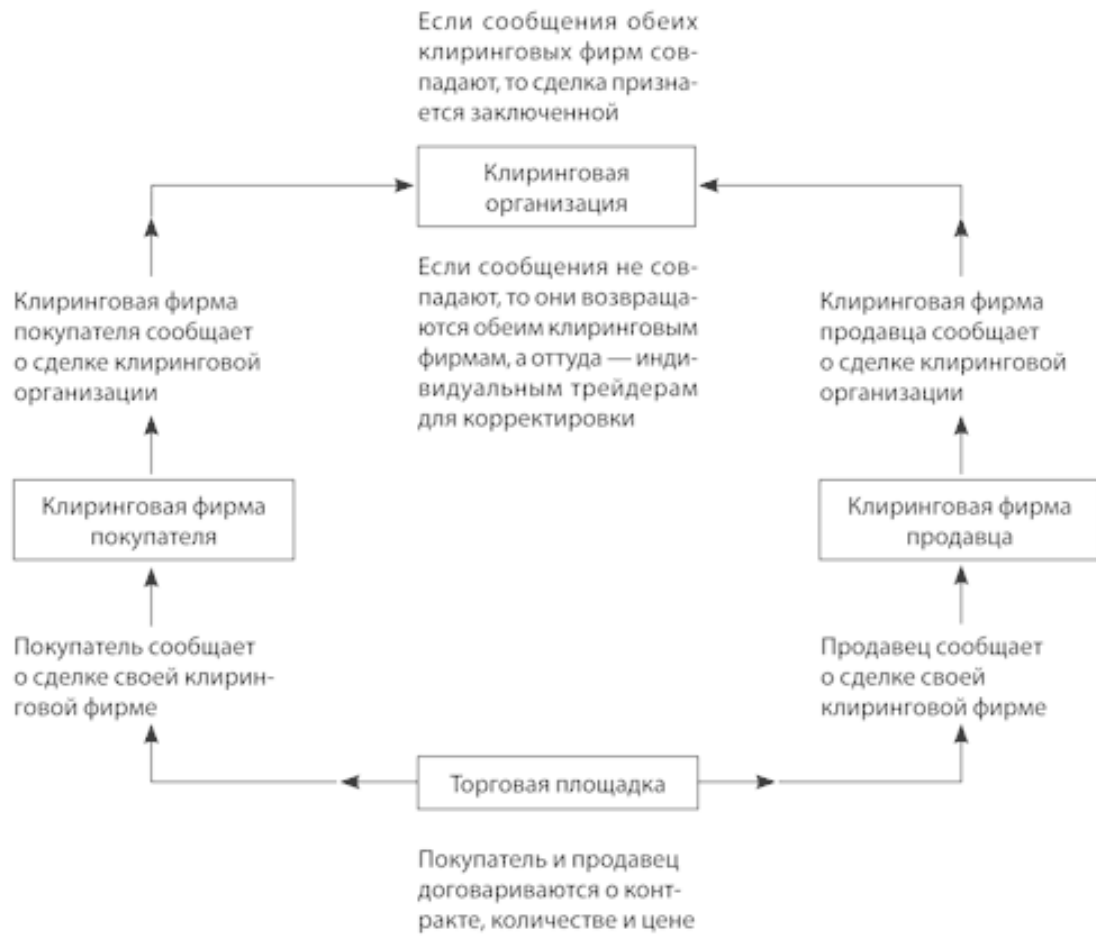 Если сообщения обеих
клиринговых фирм сов-
падают, то сделка призна-
ется заключенной
Клиринговая
организация
Если сообщения не сов-
падают, то они возвраща-
ются обеим клиринговым
фирмам, а оттуда — инди-
видуальным трейдерам
для корректировки
Клиринговая фирма
покупателя сообщает
о сделке клиринговой
организации
Клиринговая фирма
продавца сообщает
о сделке клиринговой
организации
Клиринговая фирма
покупателя
Клиринговая фирма
продавца
Покупатель сообщает
о сделке своей клирин-
говой фирме
Продавец сообщает
о сделке своей
клиринговой фирме
Торговая площадка
Покупатель и продавец
договариваются о конт-
ракте, количестве и цене